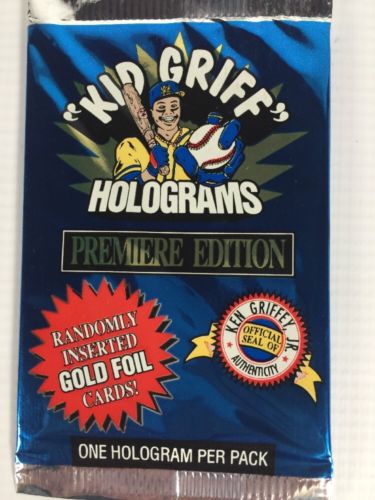 "KID GRIFF"
HOLOGRAMS
PREMIERE EDITION
RANDOMLY
INSERTED
GOLD FOIL
CARDS!
KEN GRIFFEY, JR.
OFFICIAL
SEAL OF
AUTHENTICITY
ONE HOLOGRAM PER PACK